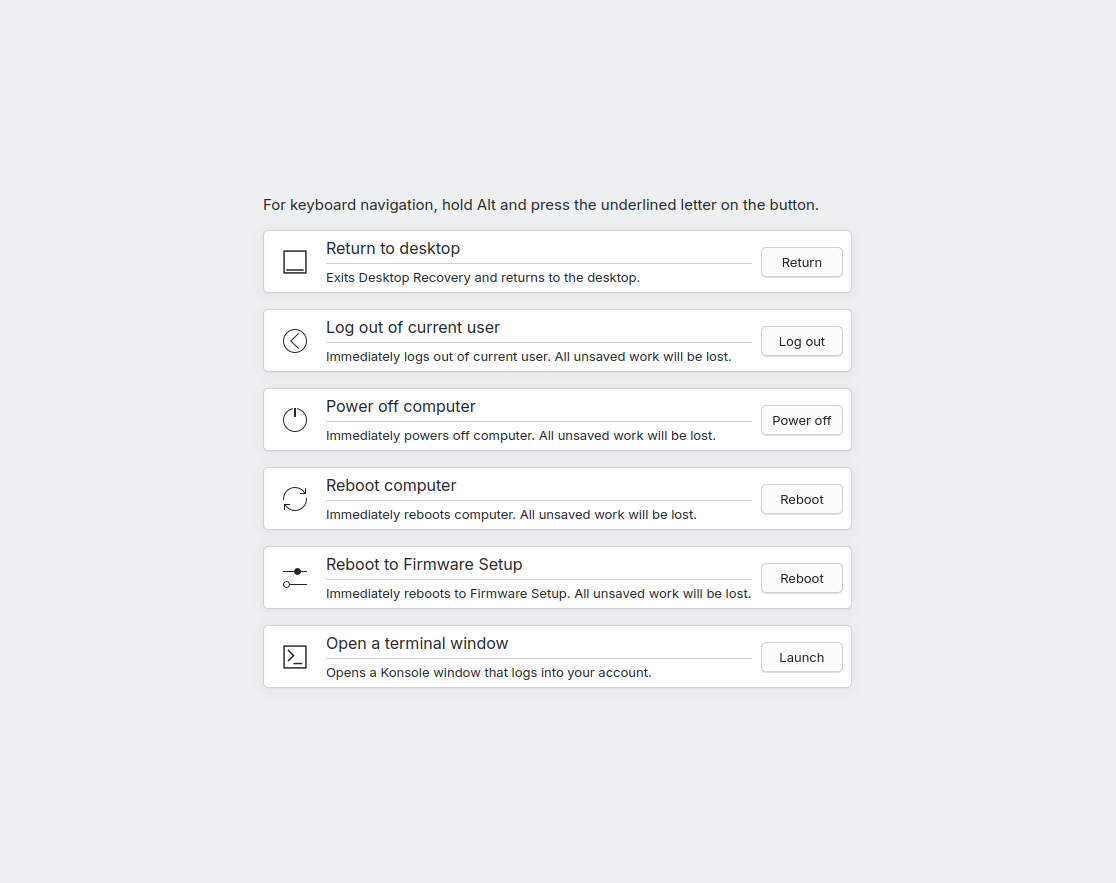 For keyboard navigation, hold Alt and press the underlined letter on the button.
Return to desktop
Exits Desktop Recovery and returns to the desktop.
Return
Log out of current user
Immediately logs out of current user. All unsaved work will be lost.
Log out
Power off computer
Immediately powers off computer. All unsaved work will be lost.
Power off
Reboot computer
Immediately reboots computer. All unsaved work will be lost.
Reboot
Reboot to Firmware Setup
Immediately reboots to Firmware Setup. All unsaved work will be lost.
Reboot
Open a terminal window
Opens a Konsole window that logs into your account.
Launch